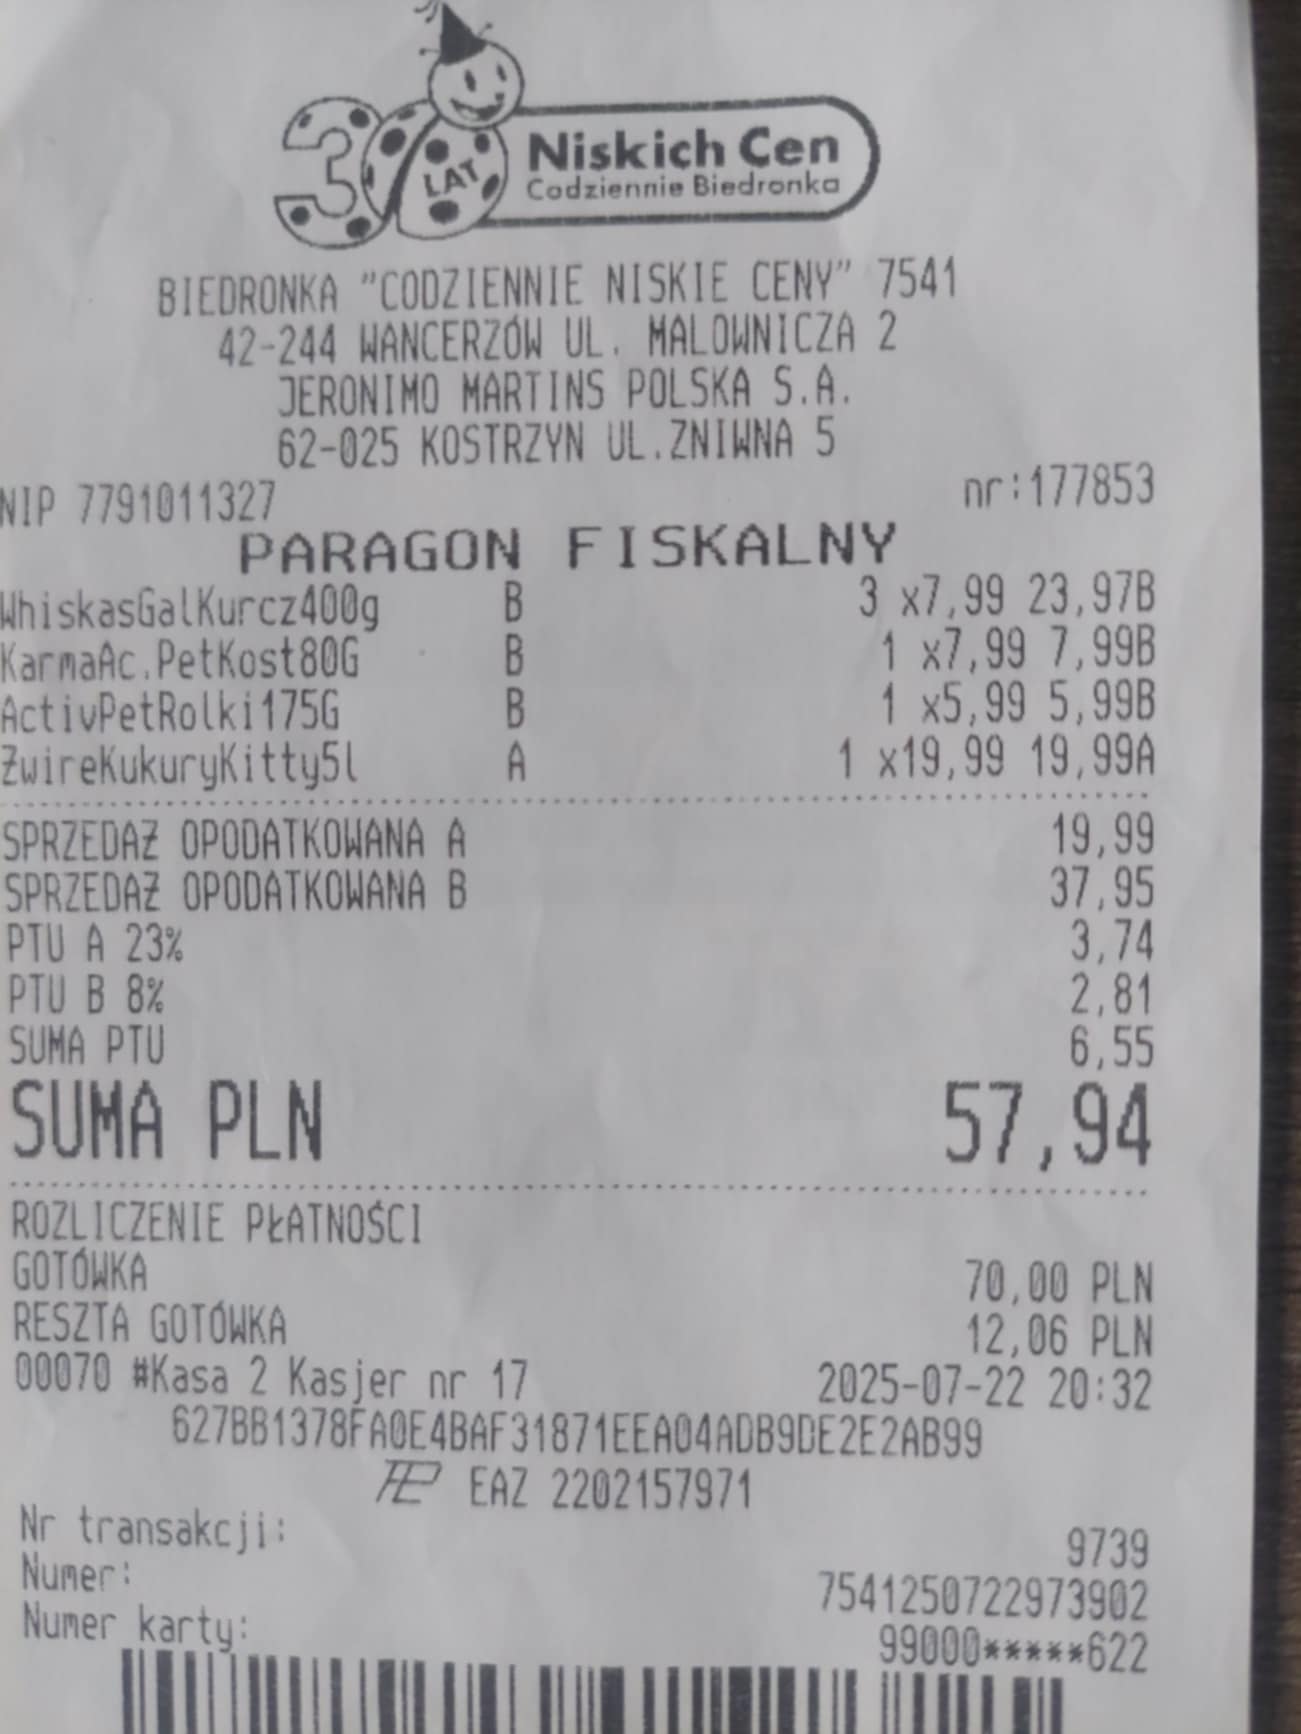 30 LAT
Niskich Cen
Codziennie Biedronka
BIEDRONKA "CODZIENNIE NISKIE CENY" 7541
42-244 WANCERZÓW UL. MALOWNICZA 2
JERONIMO MARTINS POLSKA S.A.
62-025 KOSTRZYN UL.ZNIWNA 5
NIP 7791011327 nr:177853
PARAGON FISKALNY
WhiskasGalKurcz400g B 3 x7,99 23,97B
KarmaAc.PetKost80G B 1 x7,99 7,99B
ActivPetRolki175G B 1 x5,99 5,99B
ŻwireKukuryKitty5l A 1 x19,99 19,99A
SPRZEDAŻ OPODATKOWANA A 19,99
SPRZEDAŻ OPODATKOWANA B 37,95
PTU A 23% 3,74
PTU B 8% 2,81
SUMA PTU 6,55
SUMA PLN 57,94
ROZLICZENIE PŁATNOŚCI
GOTÓWKA 70,00 PLN
RESZTA GOTÓWKA 12,06 PLN
00070 #Kasa 2 Kasjer nr 17 2025-07-22 20:32
627BB1378FA0E4BAF31871EEA04ADB9DE2E2AB99
EAZ 2202157971
Nr transakcji: 9739
Numer: 7541250722973902
Numer karty: 99000*****622